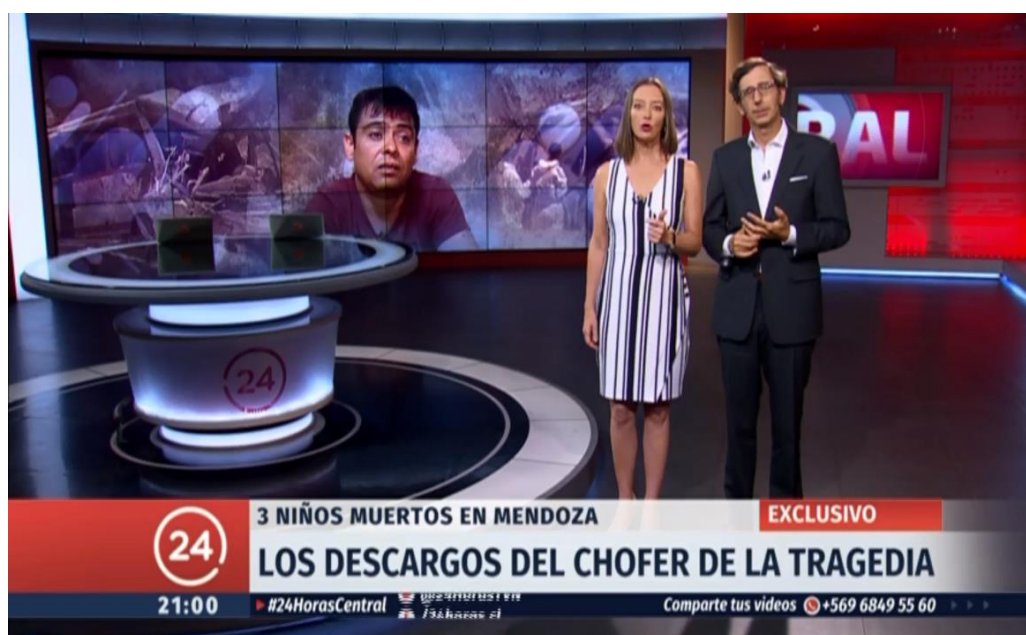 RAL
24
3 NIÑOS MUERTOS EN MENDOZA
EXCLUSIVO
24
LOS DESCARGOS DEL CHOFER DE LA TRAGEDIA
21:00
#24HorasCentral
Comparte tus videos
+569 6849 55 60